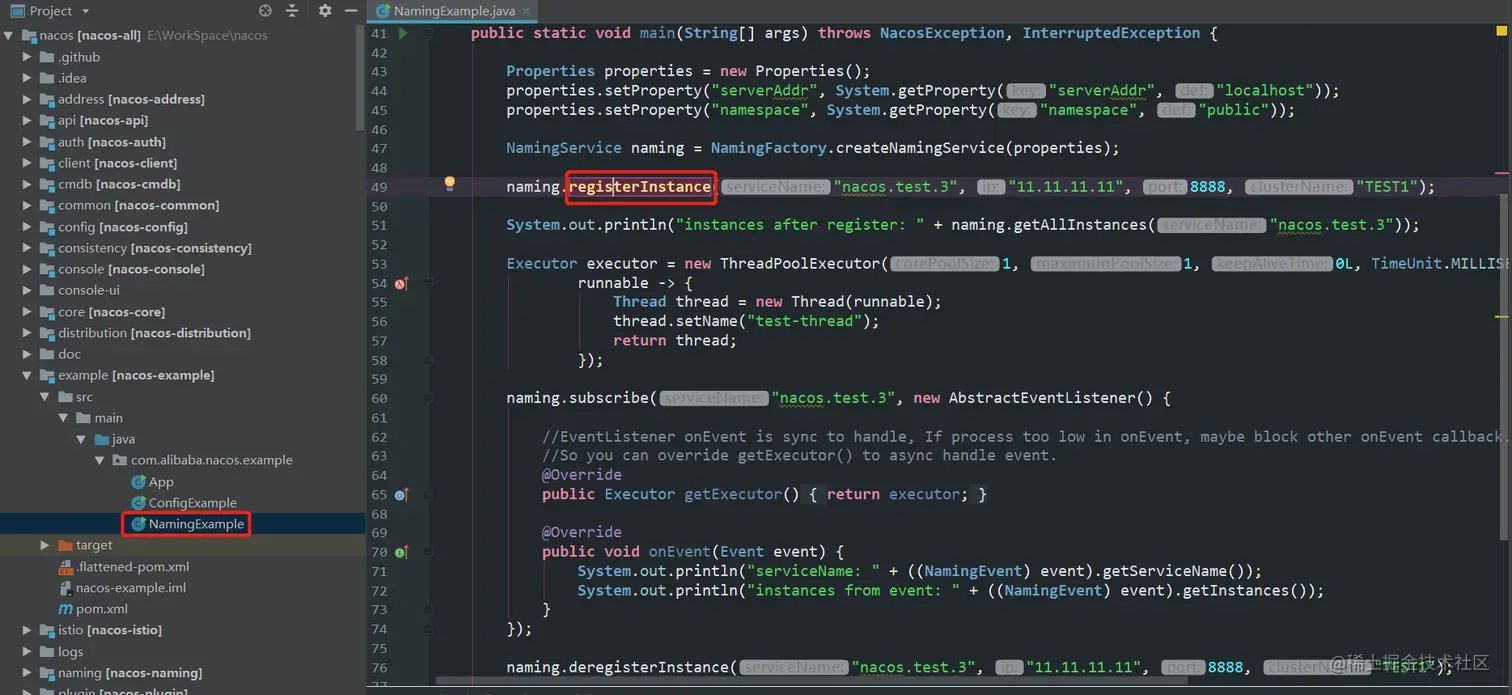 Project
nacos [nacos-all] E:\WorkSpace\nacos
.github
.idea
address [nacos-address]
api [nacos-api]
auth [nacos-auth]
client [nacos-client]
cmdb [nacos-cmdb]
common [nacos-common]
config [nacos-config]
consistency [nacos-consistency]
console [nacos-console]
console-ui
core [nacos-core]
distribution [nacos-distribution]
doc
example [nacos-example]
src
main
java
com.alibaba.nacos.example
App
ConfigExample
NamingExample
target
.flattened-pom.xml
nacos-example.iml
pom.xml
istio [nacos-istio]
logs
naming [nacos-naming]
plugin [nacos-plugin]
NamingExample.java
41 public static void main(String[] args) throws NacosException, InterruptedException {
42
43 Properties properties = new Properties();
44 properties.setProperty("serverAddr", System.getProperty( key: "serverAddr", def: "localhost"));
45 properties.setProperty("namespace", System.getProperty( key: "namespace", def: "public"));
46
47 NamingService naming = NamingFactory.createNamingService(properties);
48
49 naming.registerInstance( serviceName: "nacos.test.3", ip: "11.11.11.11", port: 8888, clusterName: "TEST1");
50
51 System.out.println("instances after register: " + naming.getAllInstances( serviceName: "nacos.test.3"));
52
53 Executor executor = new ThreadPoolExecutor( corePoolSize: 1, maximumPoolSize: 1, keepAliveTime: 0L, TimeUnit.MILLISE
54 runnable -> {
55 Thread thread = new Thread(runnable);
56 thread.setName("test-thread");
57 return thread;
58 });
59
60 naming.subscribe( serviceName: "nacos.test.3", new AbstractEventListener() {
61
62 //EventListener onEvent is sync to handle, If process too low in onEvent, maybe block other onEvent callback.
63 //So you can override getExecutor() to async handle event.
64 @Override
65 public Executor getExecutor() { return executor; }
68
69 @Override
70 public void onEvent(Event event) {
71 System.out.println("serviceName: " + ((NamingEvent) event).getServiceName());
72 System.out.println("instances from event: " + ((NamingEvent) event).getInstances());
73 }
74 });
75
76 naming.deregisterInstance( serviceName: "nacos.test.3", ip: "11.11.11.11", port: 8888, clusterN "TEST1");
77
@稀土掘金技术社区